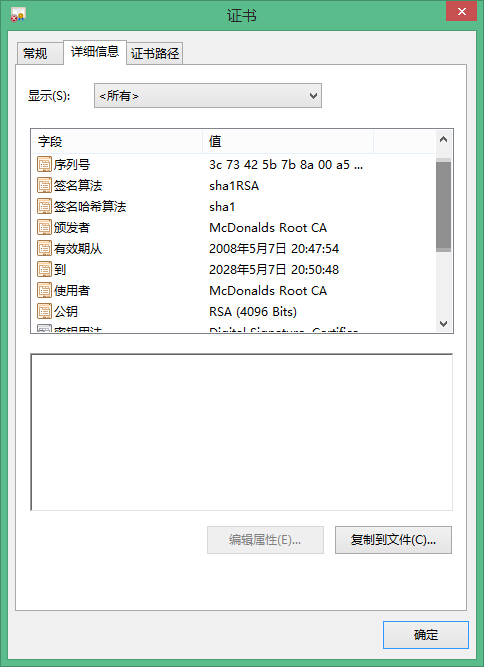 证书
常规 详细信息 证书路径
显示(S): <所有>
字段 值
序列号 3c 73 42 5b 7b 8a 00 a5 ...
签名算法 sha1RSA
签名哈希算法 sha1
颁发者 McDonalds Root CA
有效期从 2008年5月7日 20:47:54
到 2028年5月7日 20:50:48
使用者 McDonalds Root CA
公钥 RSA (4096 Bits)
密钥用法 Digital Signature, Certifica...
编辑属性(E)... 复制到文件(C)...
确定